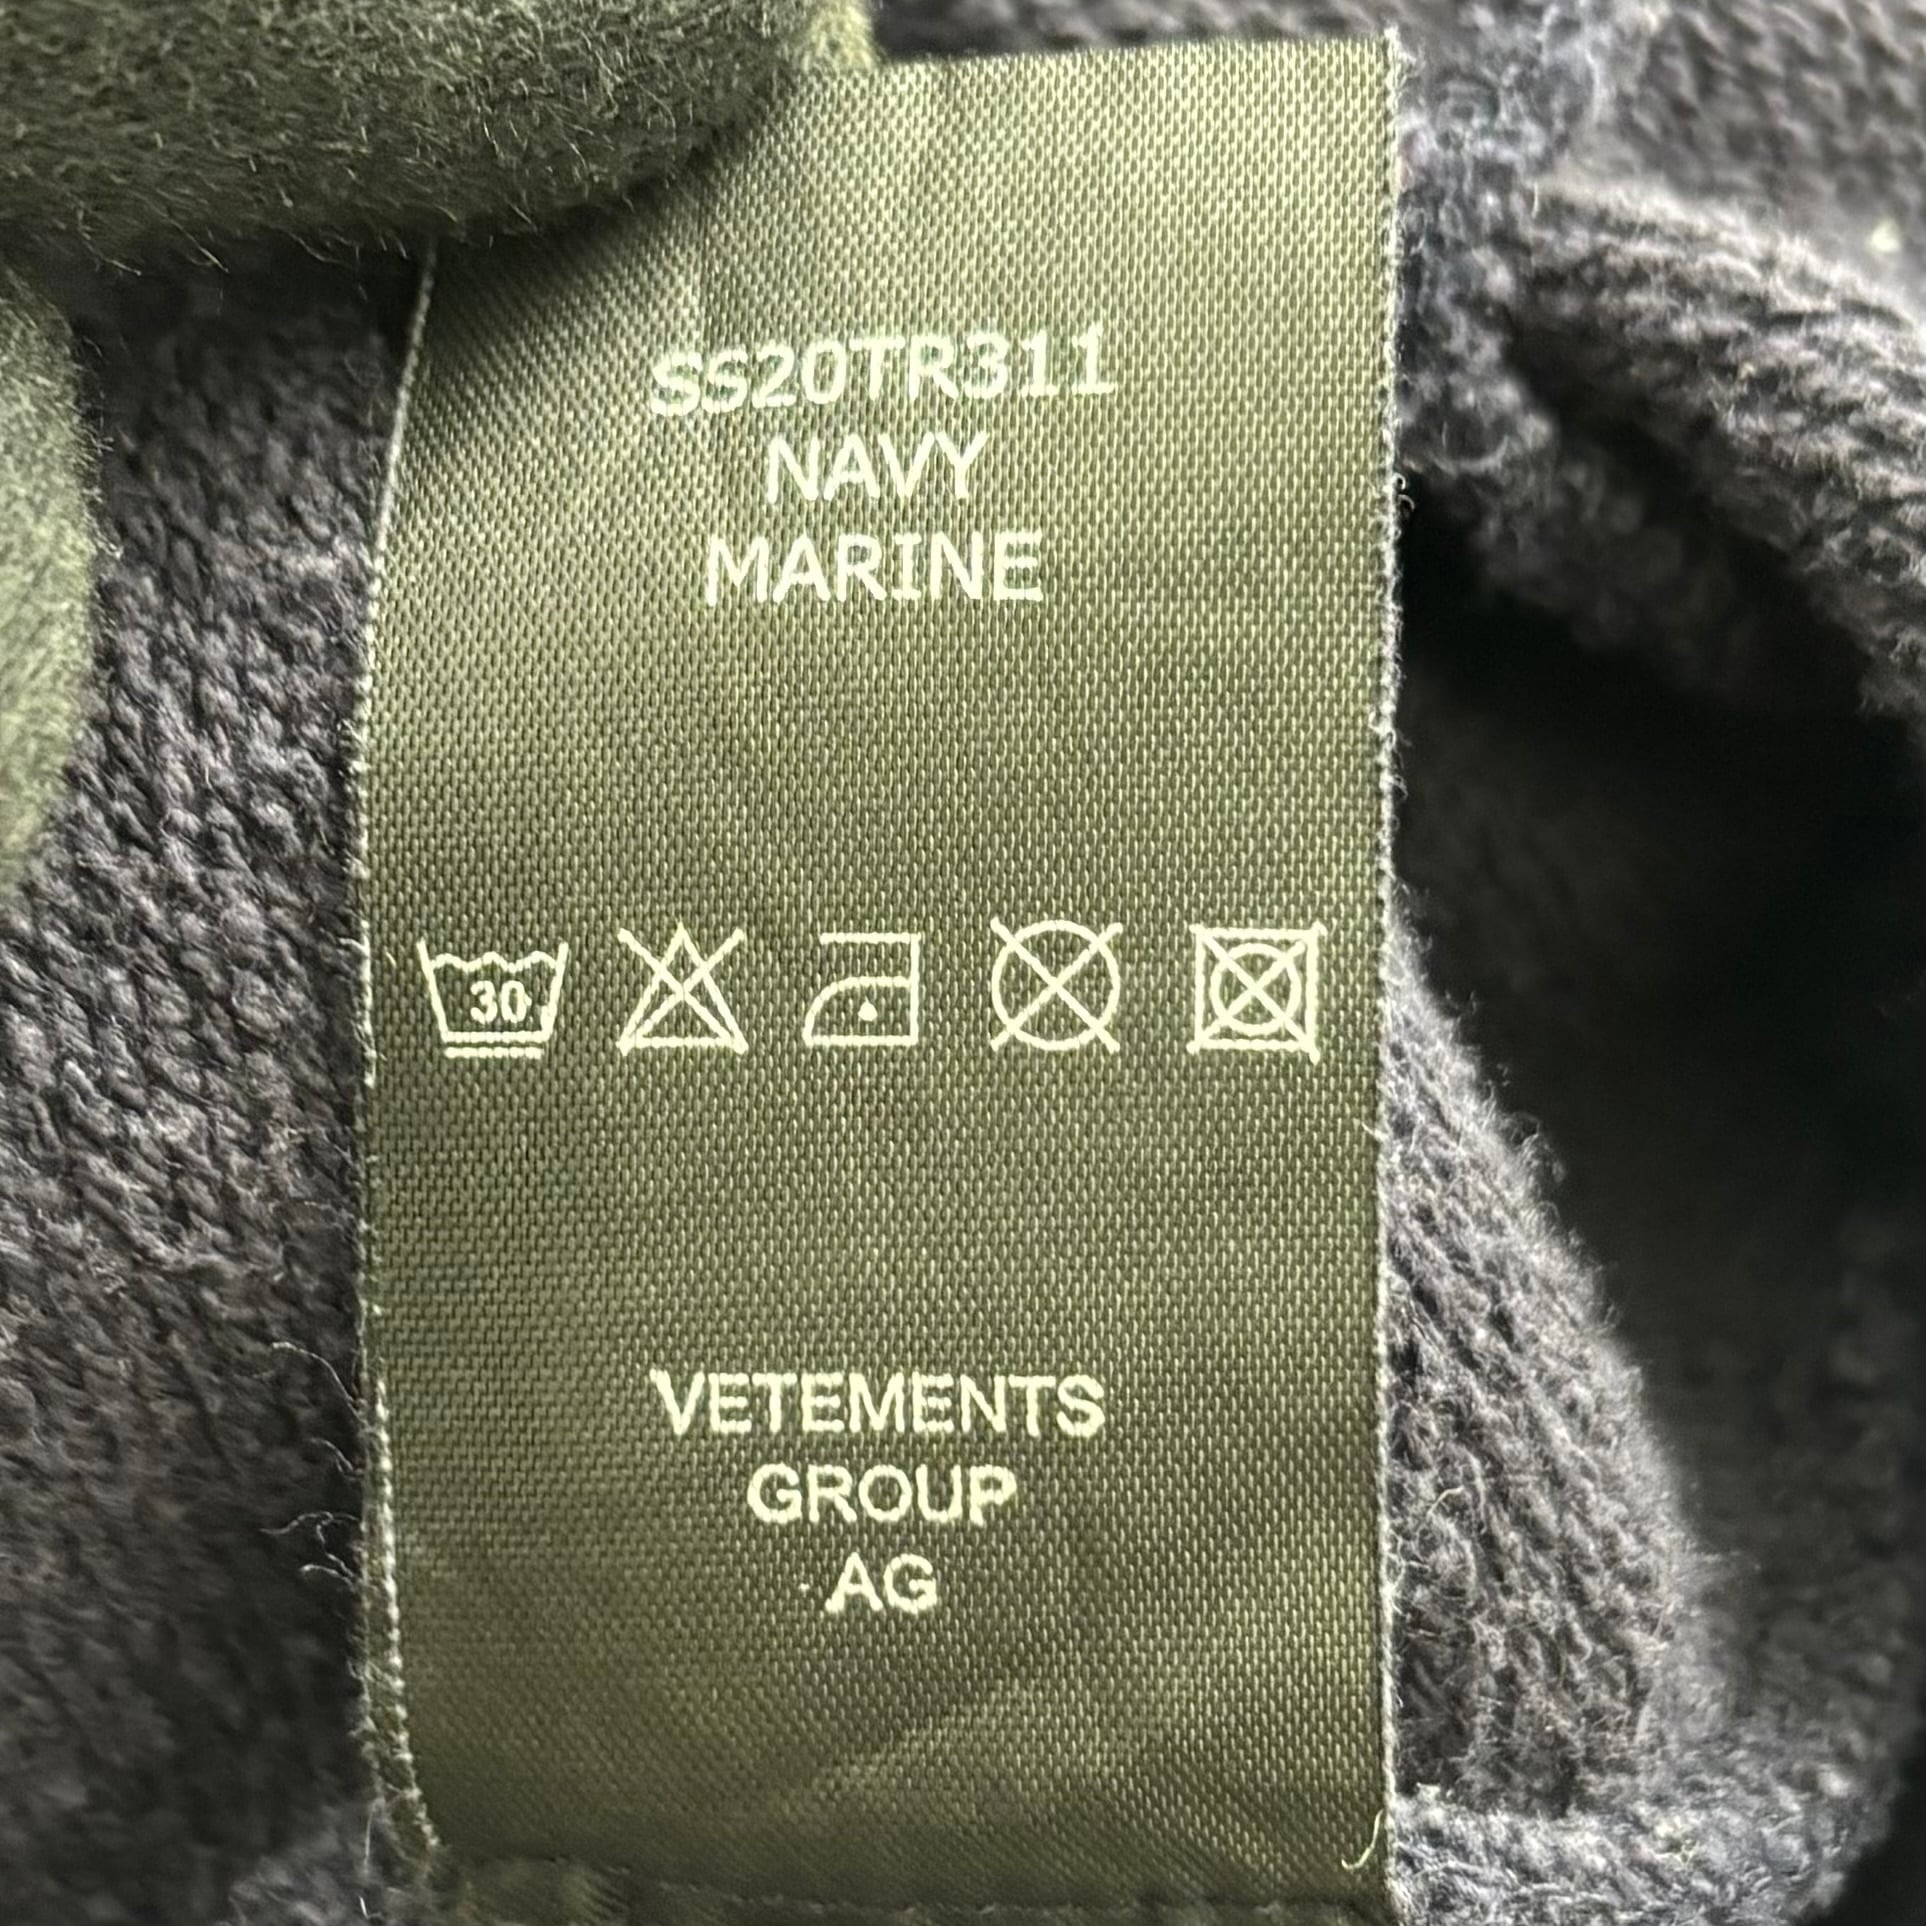 SS20TR311
NAVY
MARINE
30
VETEMENTS
GROUP
AG